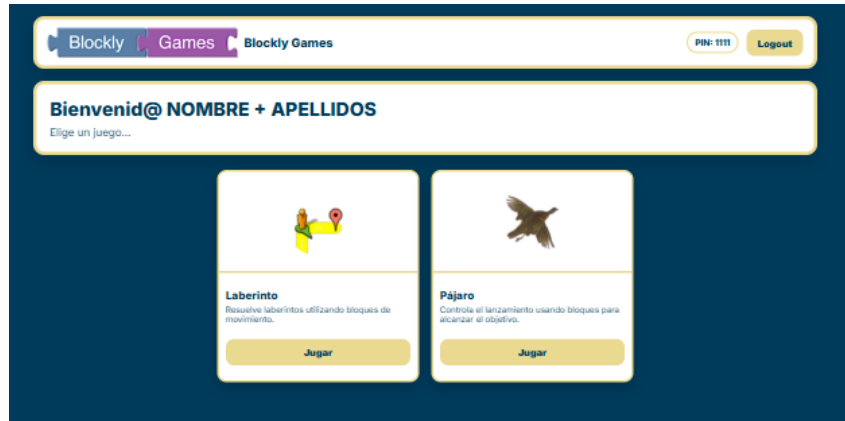 Blockly Games Blockly Games PIN: 1111 Logout
Bienvenid@ NOMBRE + APELLIDOS
Elige un juego...
Laberinto
Resuelve laberintos utilizando bloques de
movimiento.
Jugar
Pájaro
Controla el lanzamiento usando bloques para
alcanzar el objetivo.
Jugar